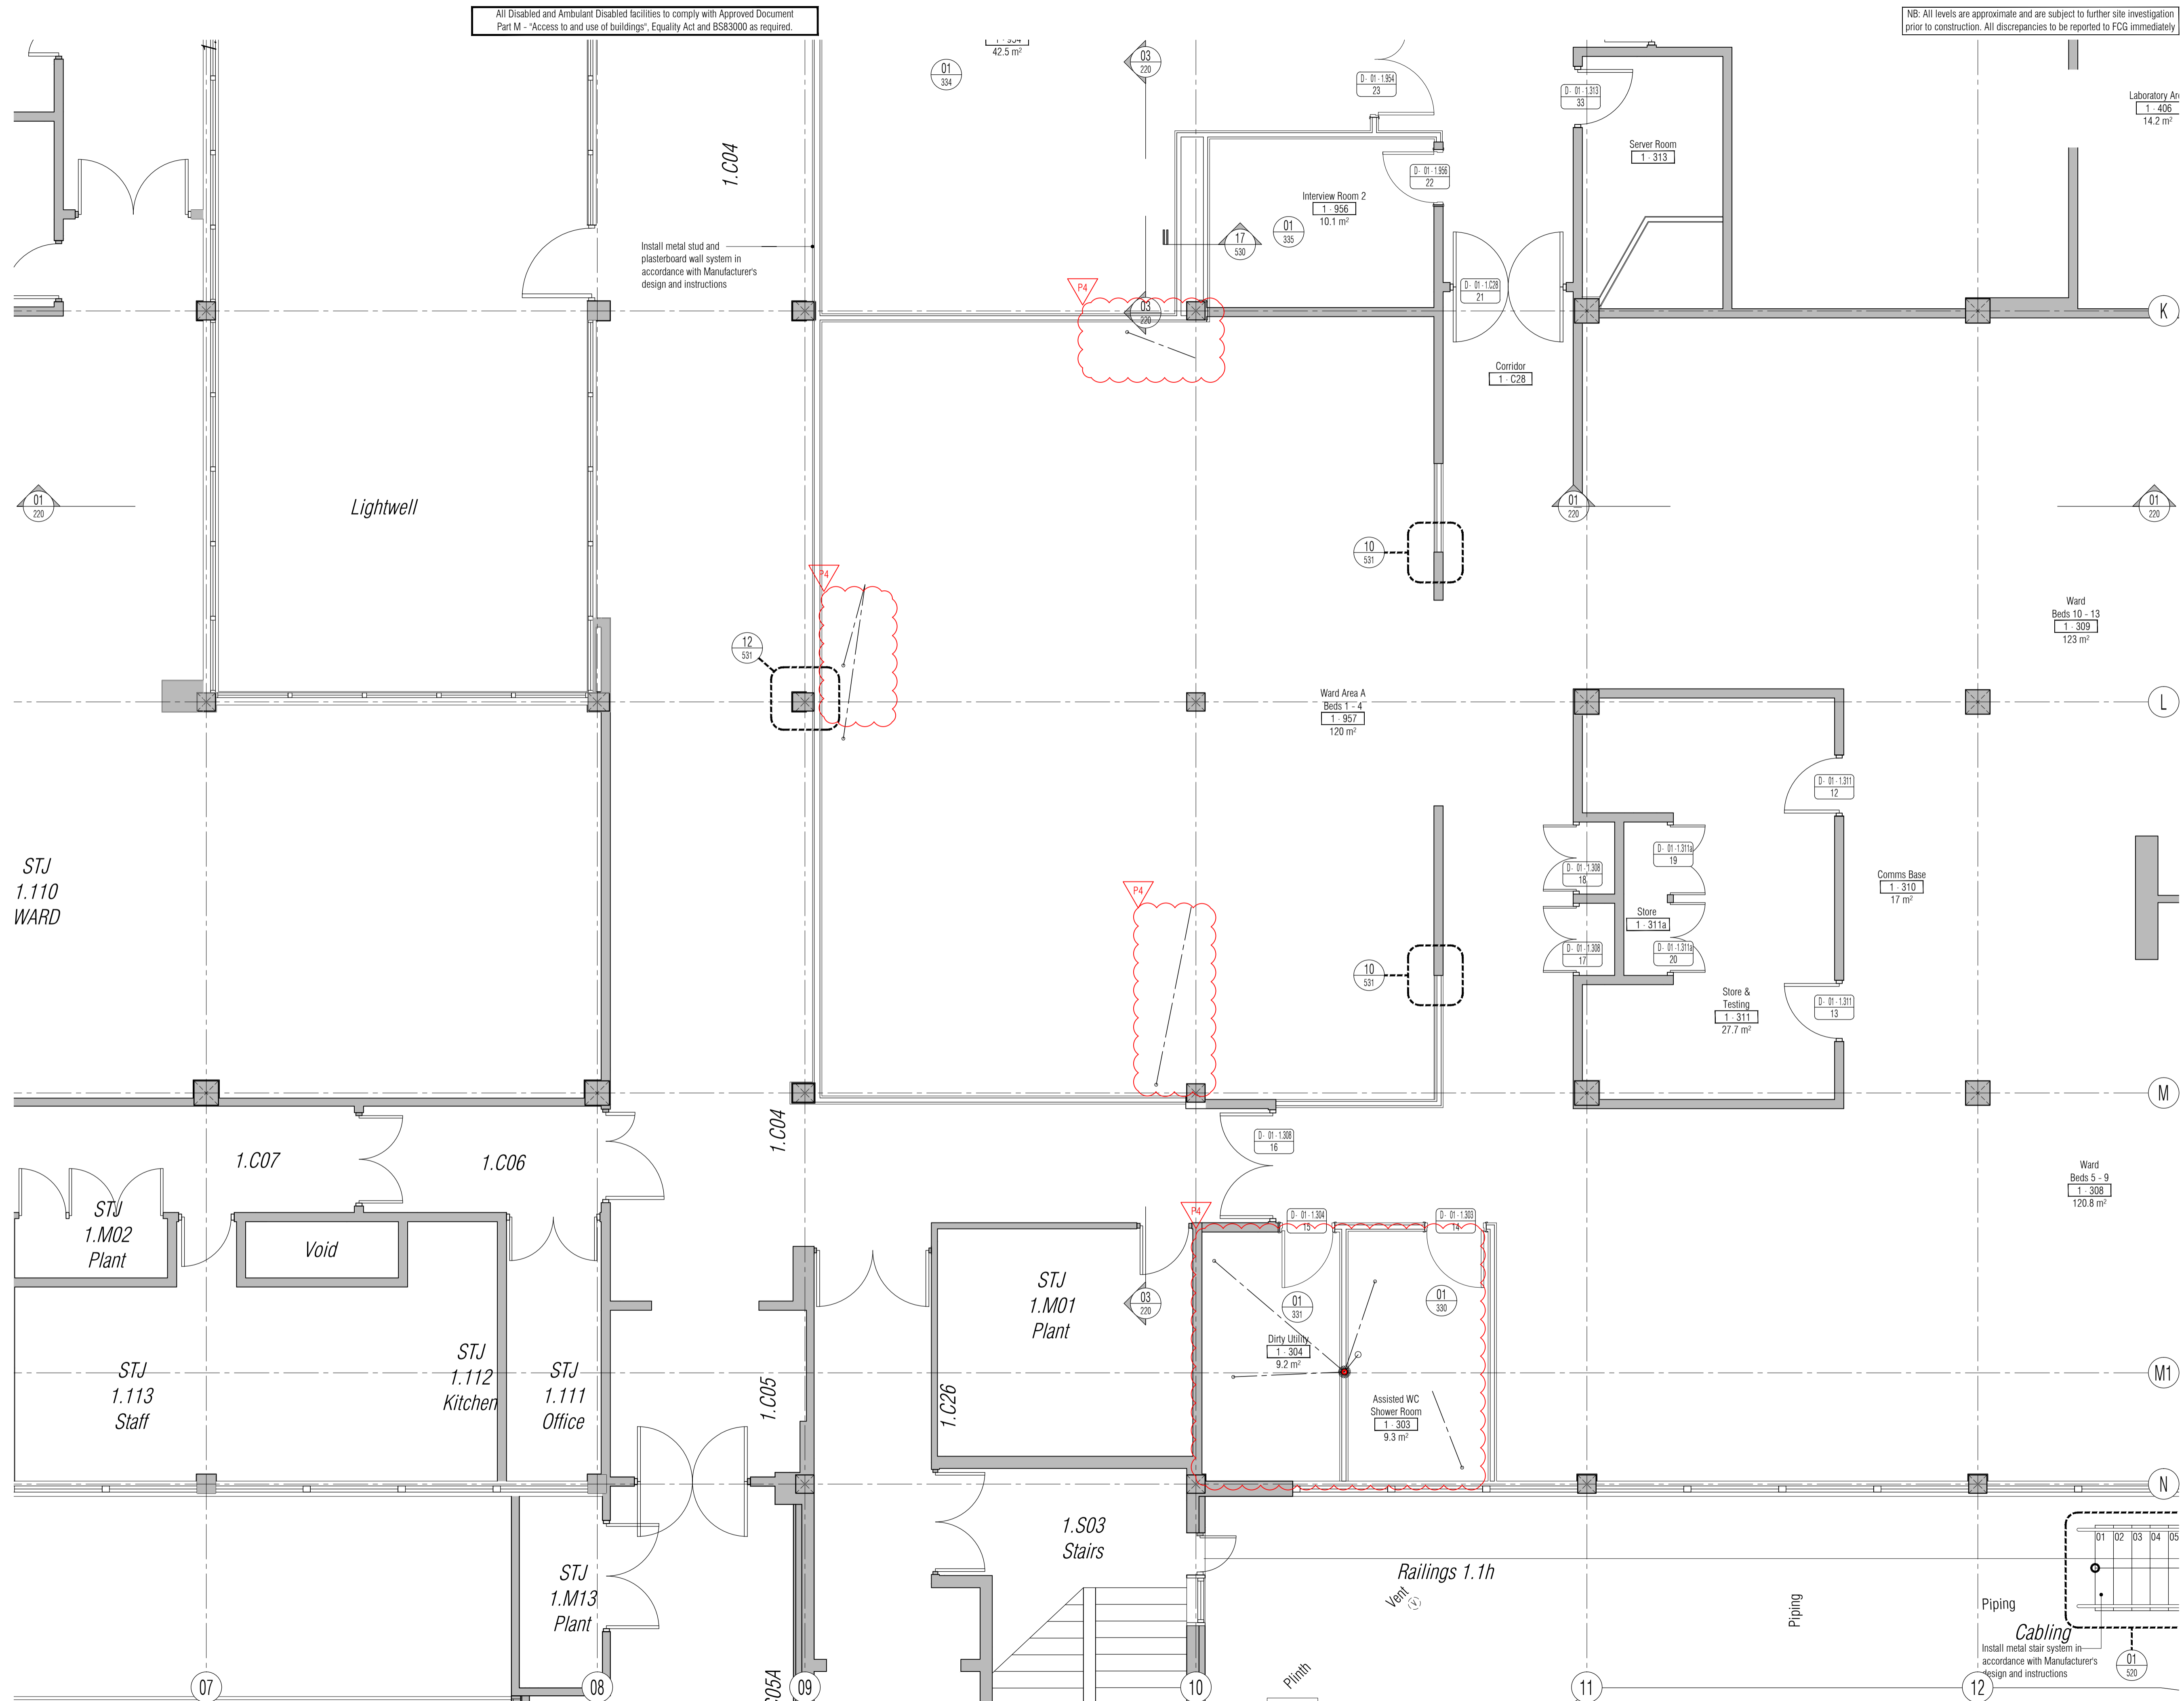 All Disabled and Ambulant Disabled facilities to comply with Approved Document
Part M - "Access to and use of buildings", Equality Act and BS83000 as required.
NB: All levels are approximate and are subject to further site investigation
prior to construction. All discrepancies to be reported to FCG immediately
42.5 m²
01
334
03
220
D- 01 - 1.954
23
D- 01 - 1.313
33
Laboratory
1 - 406
14.2 m²
1.C04
Server Room
1 - 313
D- 01 - 1.956
22
Interview Room 2
1 - 956
10.1 m²
01
335
17
530
Install metal stud and
plasterboard wall system in
accordance with Manufacturer's
design and instructions
P4
D- 01 - 1.C28
21
03
220
K
Corridor
1 - C28
01
220
Lightwell
01
220
01
220
10
531
P4
Ward
Beds 10 - 13
1 - 309
123 m²
12
531
Ward Area A
Beds 1 - 4
1 - 957
120 m²
L
D- 01 - 1.311
12
STJ
1.110
WARD
D- 01 - 1.308
18
D- 01 - 1.311a
19
Comms Base
1 - 310
17 m²
P4
Store
1 - 311a
D- 01 - 1.308
17
D- 01 - 1.311a
20
10
531
Store &
Testing
1 - 311
27.7 m²
D- 01 - 1.311
13
M
1.C04
D- 01 - 1.308
16
1.C07
1.C06
Ward
Beds 5 - 9
1 - 308
120.8 m²
STJ
1.M02
Plant
Void
P4
D- 01 - 1.304
15
D- 01 - 1.303
14
STJ
1.M01
Plant
03
220
01
331
01
330
Dirty Utility
1 - 304
9.2 m²
STJ
1.113
Staff
STJ
1.112
Kitchen
STJ
1.111
Office
1.C05
1.C26
M1
Assisted WC
Shower Room
1 - 303
9.3 m²
N
1.S03
Stairs
01 02 03 04 05
STJ
1.M13
Plant
Railings 1.1h
Vent
V
Piping
Piping
Cabling
Install metal stair system in
accordance with Manufacturer's
design and instructions
01
520
Plinth
07
08
09
10
11
12